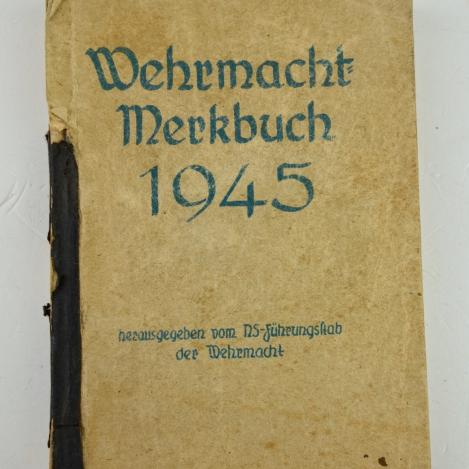 Wehrmacht-
Merkbuch
1945
herausgegeben vom NS-Führungsstab
der Wehrmacht